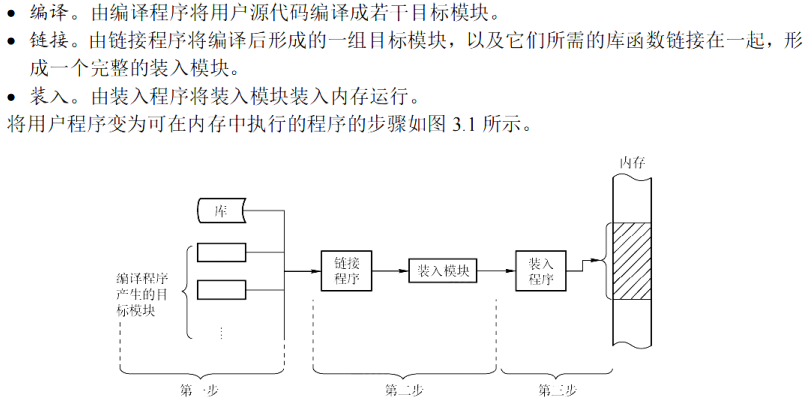 • 编译。由编译程序将用户源代码编译成若干目标模块。
• 链接。由链接程序将编译后形成的一组目标模块，以及它们所需的库函数链接在一起，形
成一个完整的装入模块。
• 装入。由装入程序将装入模块装入内存运行。
将用户程序变为可在内存中执行的程序的步骤如图 3.1 所示。
内存
库
链接
程序
装入模块
装入
程序
编译程序
产生的目
标模块
⋮
第一步
第二步
第三步